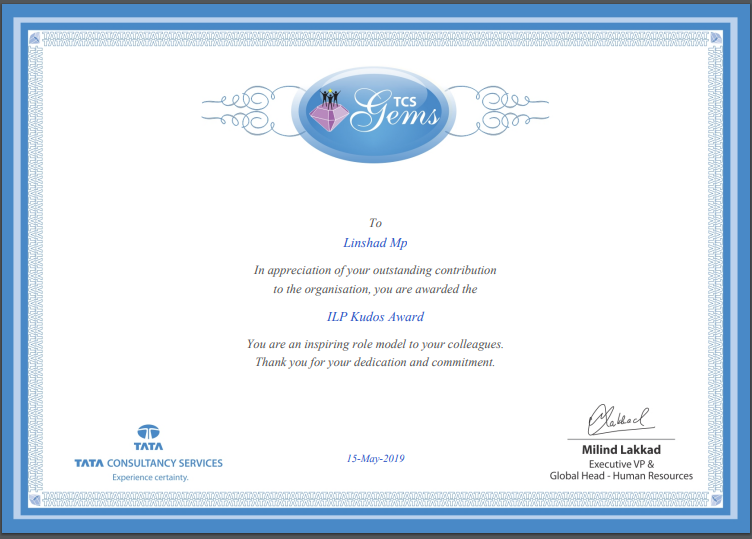 TCS
Gems
To
Linshad Mp
In appreciation of your outstanding contribution
to the organisation, you are awarded the
ILP Kudos Award
You are an inspiring role model to your colleagues.
Thank you for your dedication and commitment.
TATA
TATA CONSULTANCY SERVICES
Experience certainty.
15-May-2019
Milind Lakkad
Executive VP &
Global Head - Human Resources